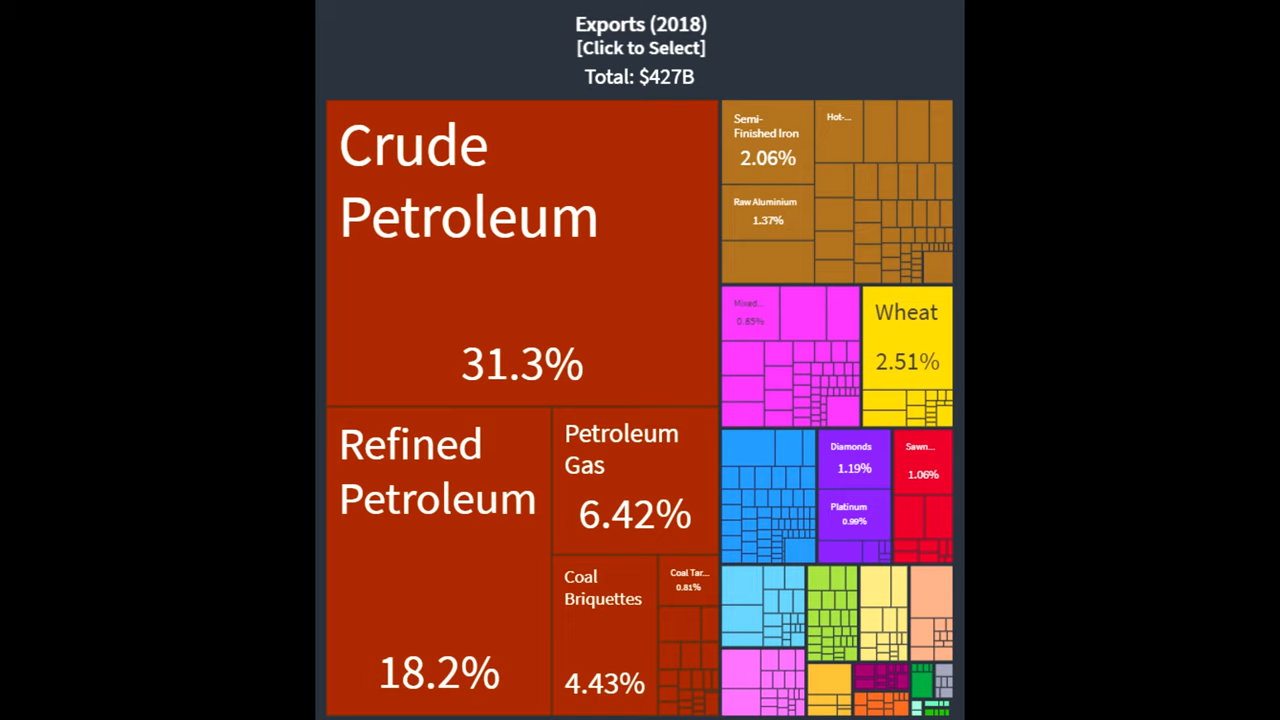 Exports (2018)
[Click to Select]
Total: $427B
Crude
Petroleum
31.3%
Refined
Petroleum
18.2%
Petroleum
Gas
6.42%
Coal
Briquettes
4.43%
Coal Tar...
0.81%
Semi-
Finished Iron
2.06%
Raw Aluminium
1.37%
Hot-...
Mixed...
0.65%
Wheat
2.51%
Diamonds
1.19%
Platinum
0.99%
Sawn...
1.06%